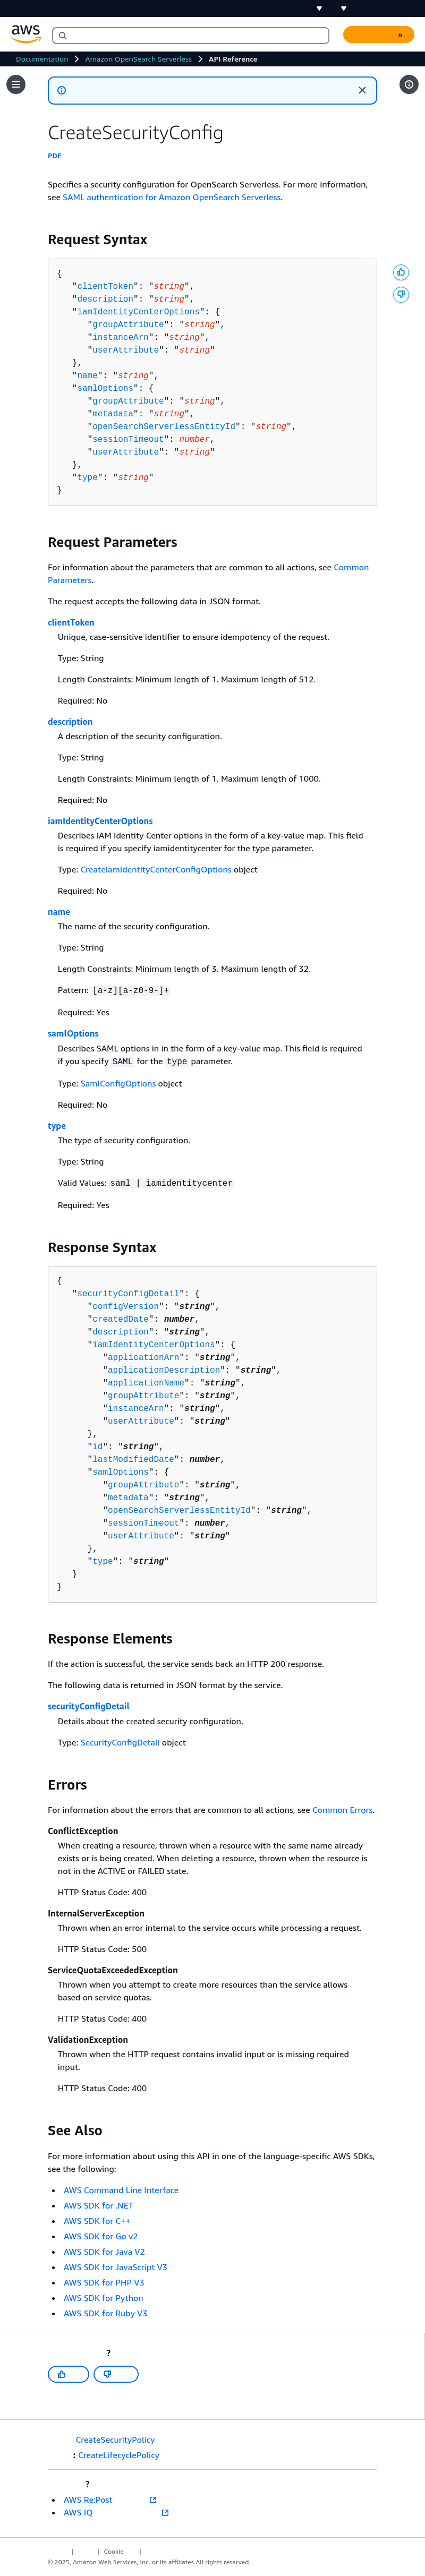 aws
»
Documentation
Amazon OpenSearch Serverless
API Reference
CreateSecurityConfig
PDF
Specifies a security configuration for OpenSearch Serverless. For more information,
see SAML authentication for Amazon OpenSearch Serverless.
Request Syntax
{
"clientToken": "string",
"description": "string",
"iamIdentityCenterOptions": {
"groupAttribute": "string",
"instanceArn": "string",
"userAttribute": "string"
},
"name": "string",
"samlOptions": {
"groupAttribute": "string",
"metadata": "string",
"openSearchServerlessEntityId": "string",
"sessionTimeout": number,
"userAttribute": "string"
},
"type": "string"
}
Request Parameters
For information about the parameters that are common to all actions, see Common
Parameters.
The request accepts the following data in JSON format.
clientToken
Unique, case-sensitive identifier to ensure idempotency of the request.
Type: String
Length Constraints: Minimum length of 1. Maximum length of 512.
Required: No
description
A description of the security configuration.
Type: String
Length Constraints: Minimum length of 1. Maximum length of 1000.
Required: No
iamIdentityCenterOptions
Describes IAM Identity Center options in the form of a key-value map. This field
is required if you specify iamidentitycenter for the type parameter.
Type: CreateIamIdentityCenterConfigOptions object
Required: No
name
The name of the security configuration.
Type: String
Length Constraints: Minimum length of 3. Maximum length of 32.
Pattern: [a-z][a-z0-9-]+
Required: Yes
samlOptions
Describes SAML options in in the form of a key-value map. This field is required
if you specify SAML for the type parameter.
Type: SamlConfigOptions object
Required: No
type
The type of security configuration.
Type: String
Valid Values: saml | iamidentitycenter
Required: Yes
Response Syntax
{
"securityConfigDetail": {
"configVersion": "string",
"createdDate": number,
"description": "string",
"iamIdentityCenterOptions": {
"applicationArn": "string",
"applicationDescription": "string",
"applicationName": "string",
"groupAttribute": "string",
"instanceArn": "string",
"userAttribute": "string"
},
"id": "string",
"lastModifiedDate": number,
"samlOptions": {
"groupAttribute": "string",
"metadata": "string",
"openSearchServerlessEntityId": "string",
"sessionTimeout": number,
"userAttribute": "string"
},
"type": "string"
}
}
Response Elements
If the action is successful, the service sends back an HTTP 200 response.
The following data is returned in JSON format by the service.
securityConfigDetail
Details about the created security configuration.
Type: SecurityConfigDetail object
Errors
For information about the errors that are common to all actions, see Common Errors.
ConflictException
When creating a resource, thrown when a resource with the same name already
exists or is being created. When deleting a resource, thrown when the resource is
not in the ACTIVE or FAILED state.
HTTP Status Code: 400
InternalServerException
Thrown when an error internal to the service occurs while processing a request.
HTTP Status Code: 500
ServiceQuotaExceededException
Thrown when you attempt to create more resources than the service allows
based on service quotas.
HTTP Status Code: 400
ValidationException
Thrown when the HTTP request contains invalid input or is missing required
input.
HTTP Status Code: 400
See Also
For more information about using this API in one of the language-specific AWS SDKs,
see the following:
AWS Command Line Interface
AWS SDK for .NET
AWS SDK for C++
AWS SDK for Go v2
AWS SDK for Java V2
AWS SDK for JavaScript V3
AWS SDK for PHP V3
AWS SDK for Python
AWS SDK for Ruby V3
?
CreateSecurityPolicy
: CreateLifecyclePolicy
?
AWS Re:Post
AWS IQ
| | Cookie |
© 2025, Amazon Web Services, Inc. or its affiliates.All rights reserved.